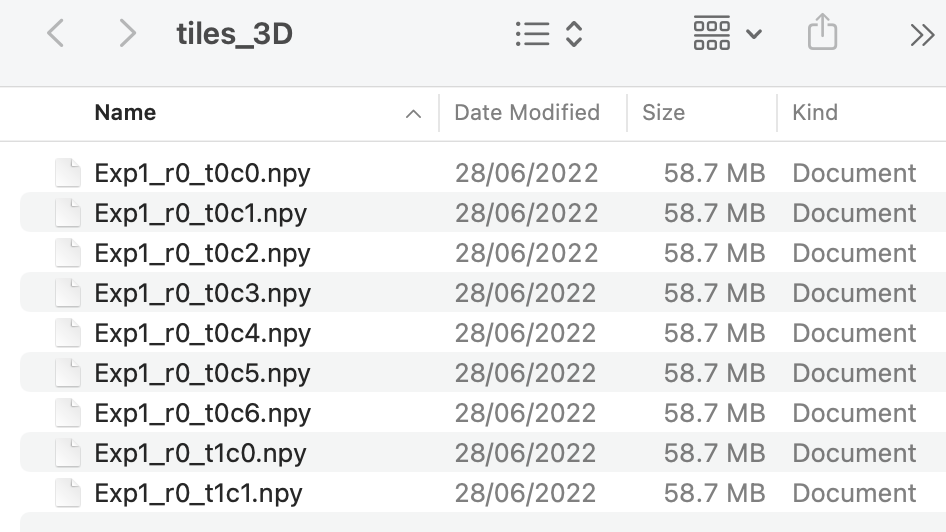 tiles_3D
Name Date Modified Size Kind
Exp1_r0_t0c0.npy 28/06/2022 58.7 MB Document
Exp1_r0_t0c1.npy 28/06/2022 58.7 MB Document
Exp1_r0_t0c2.npy 28/06/2022 58.7 MB Document
Exp1_r0_t0c3.npy 28/06/2022 58.7 MB Document
Exp1_r0_t0c4.npy 28/06/2022 58.7 MB Document
Exp1_r0_t0c5.npy 28/06/2022 58.7 MB Document
Exp1_r0_t0c6.npy 28/06/2022 58.7 MB Document
Exp1_r0_t1c0.npy 28/06/2022 58.7 MB Document
Exp1_r0_t1c1.npy 28/06/2022 58.7 MB Document